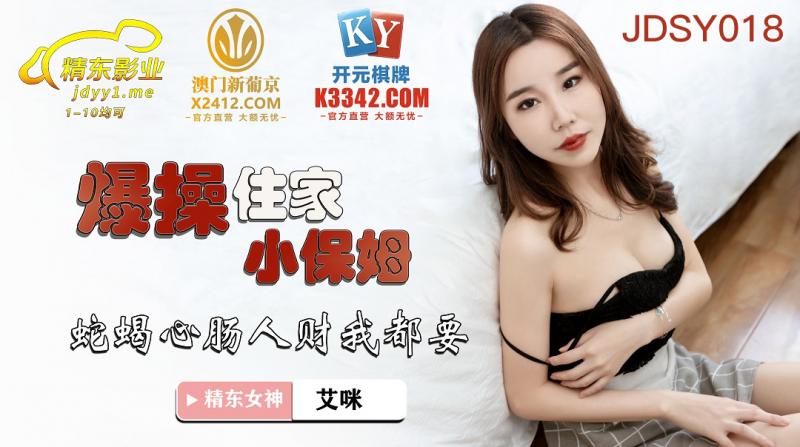 精东影业
jdyy1.me
1-10均可
澳门新葡京
X2412.COM
官方直营 大额无忧
KY
开元棋牌
K3342.COM
官方直营 大额无忧
JDSY018
爆操住家
小保姆
蛇蝎心肠人财我都要
精东女神 艾咪